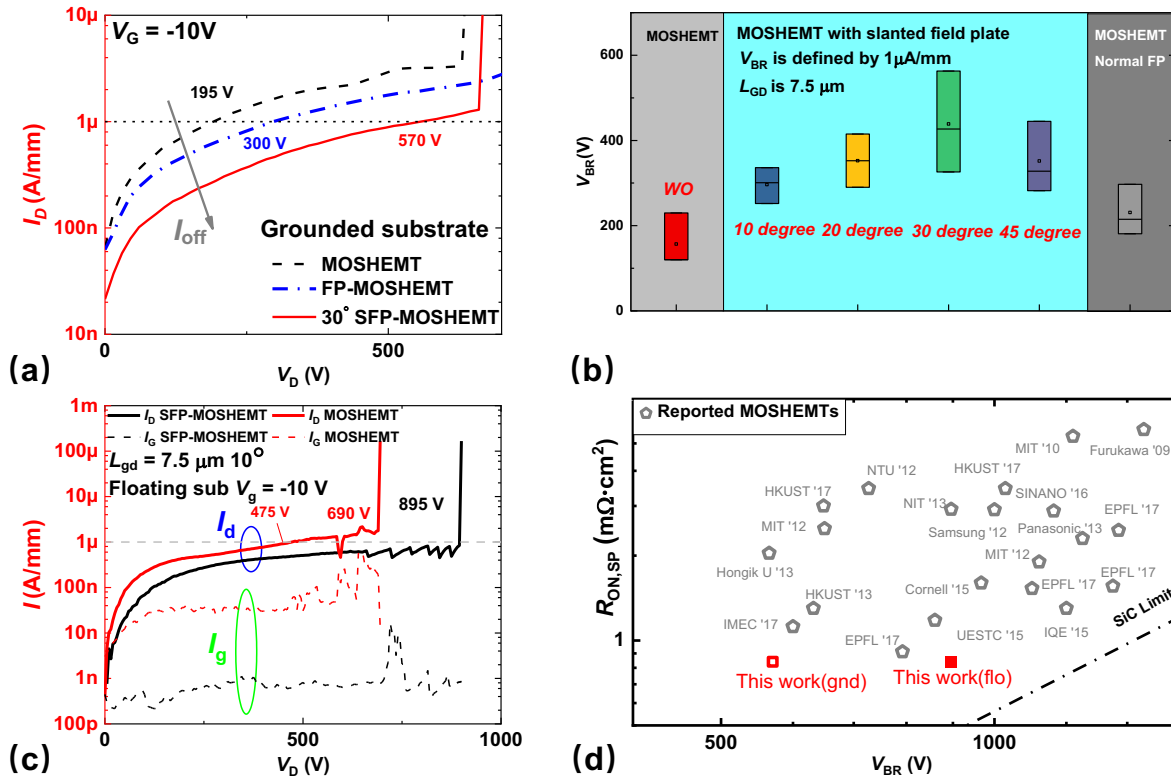 10µ
1µ
100n
10n
I_D (A/mm)
V_G = -10V
195 V
300 V
570 V
I_off
Grounded substrate
MOSHEMT
FP-MOSHEMT
30° SFP-MOSHEMT
0
500
V_D (V)
(a)
600
400
200
0
V_BR(V)
MOSHEMT
MOSHEMT with slanted field plate
V_BR is defined by 1µA/mm
L_GD is 7.5 µm
MOSHEMT
Normal FP
WO
10 degree
20 degree
30 degree
45 degree
(b)
1m
100µ
10µ
1µ
100n
10n
1n
100p
I (A/mm)
I_D SFP-MOSHEMT
I_D MOSHEMT
I_G SFP-MOSHEMT
I_G MOSHEMT
L_gd = 7.5 µm 10°
Floating sub V_g = -10 V
475 V
690 V
895 V
I_d
I_g
0
500
1000
V_D (V)
(c)
Reported MOSHEMTs
R_ON,SP (mΩ·cm²)
1
MIT '10
Furukawa '09
NTU '12
HKUST '17
HKUST '17
NIT '13
SINANO '16
EPFL '17
MIT '12
Samsung '12
Panasonic '13
Hongik U '13
MIT '12
HKUST '13
Cornell '15
EPFL '17
EPFL '17
IMEC '17
EPFL '17
UESTC '15
IQE '15
SiC Limit
This work(gnd)
This work(flo)
500
1000
V_BR (V)
(d)